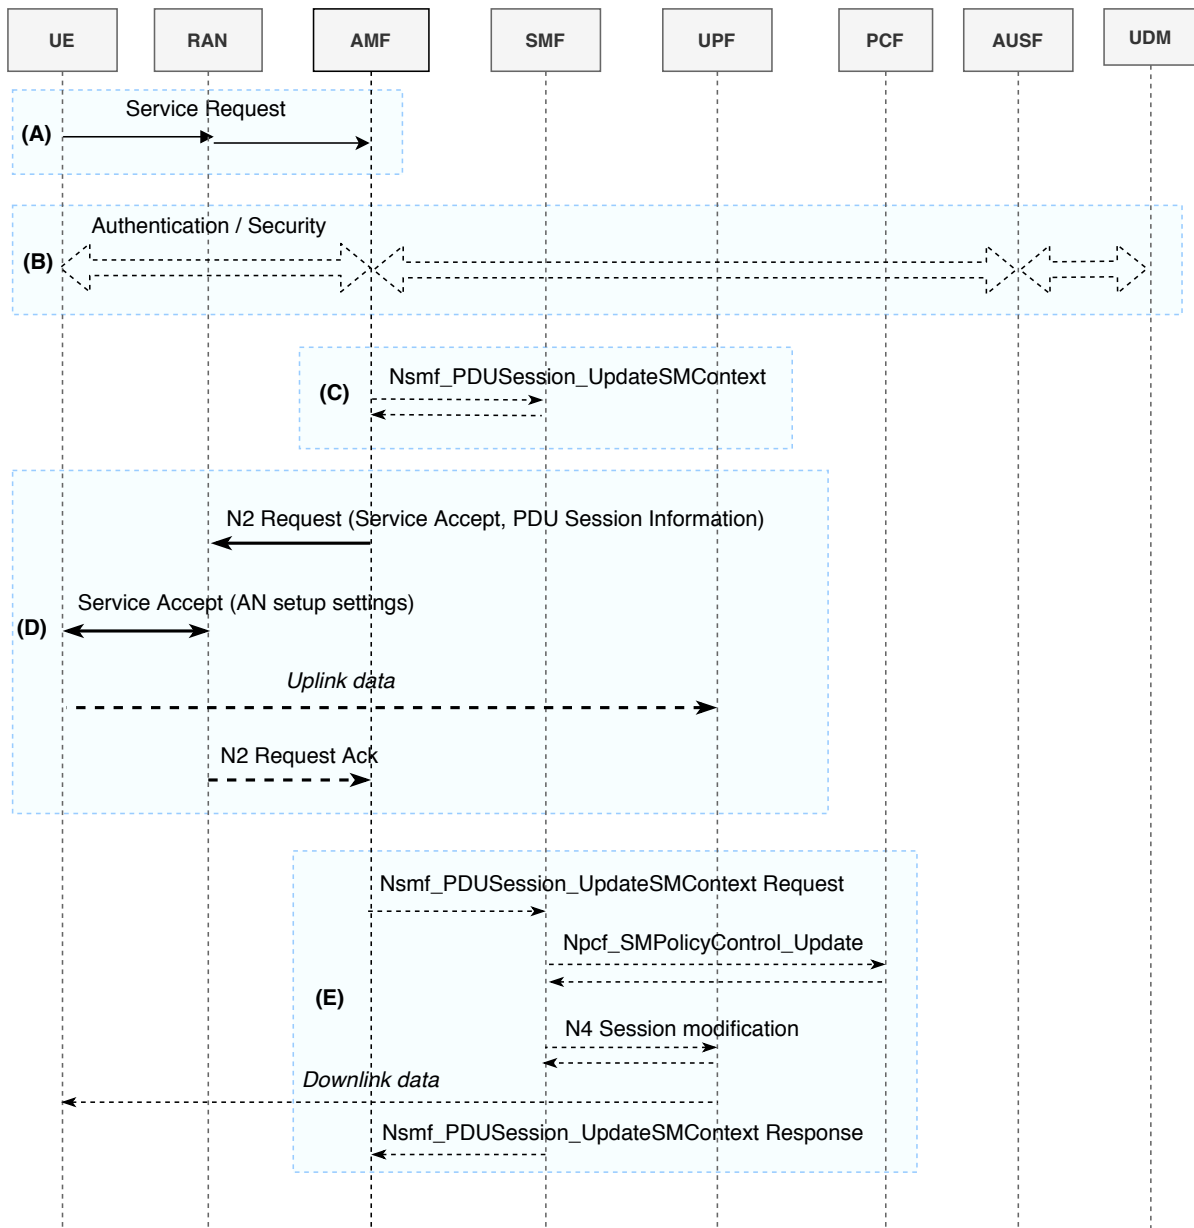 UE RAN AMF SMF UPF PCF AUSF UDM
Service Request
(A)
Authentication / Security
(B)
Nsmf_PDUSession_UpdateSMContext
(C)
N2 Request (Service Accept, PDU Session Information)
Service Accept (AN setup settings)
(D)
Uplink data
N2 Request Ack
Nsmf_PDUSession_UpdateSMContext Request
Npcf_SMPolicyControl_Update
(E)
N4 Session modification
Downlink data
Nsmf_PDUSession_UpdateSMContext Response